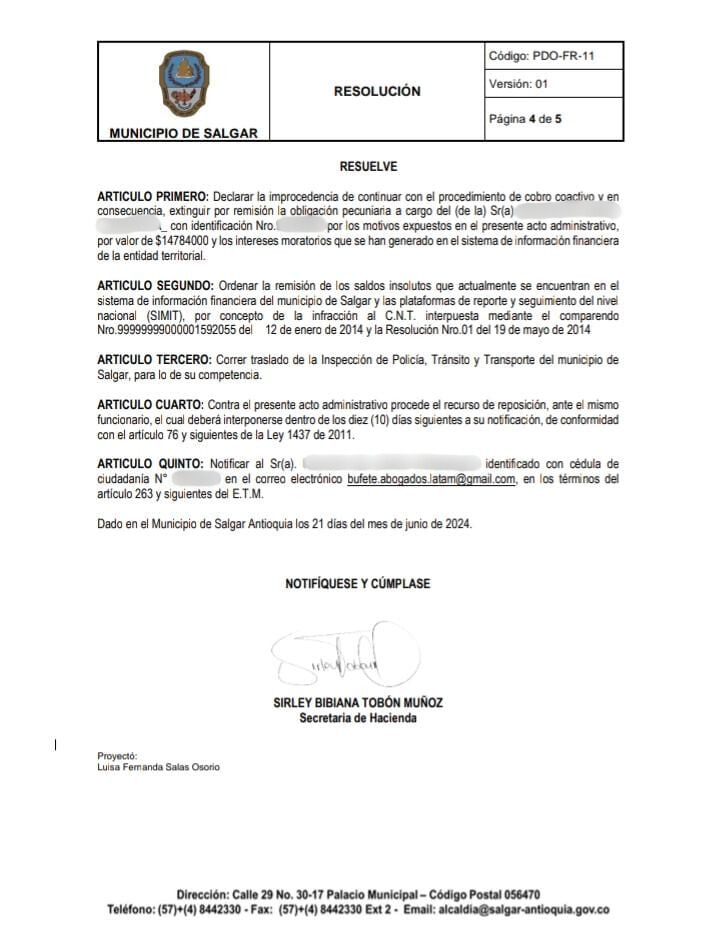 MUNICIPIO DE SALGAR
RESOLUCIÓN
Código: PDO-FR-11
Versión: 01
Página 4 de 5
RESUELVE
ARTICULO PRIMERO: Declarar la improcedencia de continuar con el procedimiento de cobro coactivo y en
consecuencia, extinguir por remisión la obligación pecuniaria a cargo del (de la) Sr(a)
_ con identificación Nro. por los motivos expuestos en el presente acto administrativo,
por valor de $14784000 y los intereses moratorios que se han generado en el sistema de información financiera
de la entidad territorial.
ARTICULO SEGUNDO: Ordenar la remisión de los saldos insolutos que actualmente se encuentran en el
sistema de información financiera del municipio de Salgar y las plataformas de reporte y seguimiento del nivel
nacional (SIMIT), por concepto de la infracción al C.N.T. interpuesta mediante el comparendo
Nro.99999999000001592055 del 12 de enero de 2014 y la Resolución Nro.01 del 19 de mayo de 2014
ARTICULO TERCERO: Correr traslado de la Inspección de Policía, Tránsito y Transporte del municipio de
Salgar, para lo de su competencia.
ARTICULO CUARTO: Contra el presente acto administrativo procede el recurso de reposición, ante el mismo
funcionario, el cual deberá interponerse dentro de los diez (10) días siguientes a su notificación, de conformidad
con el artículo 76 y siguientes de la Ley 1437 de 2011.
ARTICULO QUINTO: Notificar al Sr(a). identificado con cédula de
ciudadanía N° en el correo electrónico bufete.abogados.latam@gmail.com, en los términos del
artículo 263 y siguientes del E.T.M.
Dado en el Municipio de Salgar Antioquia los 21 días del mes de junio de 2024.
NOTIFÍQUESE Y CÚMPLASE
SIRLEY BIBIANA TOBÓN MUÑOZ
Secretaria de Hacienda
Proyectó:
Luisa Fernanda Salas Osorio
Dirección: Calle 29 No. 30-17 Palacio Municipal – Código Postal 056470
Teléfono: (57)+(4) 8442330 - Fax: (57)+(4) 8442330 Ext 2 - Email: alcaldia@salgar-antioquia.gov.co